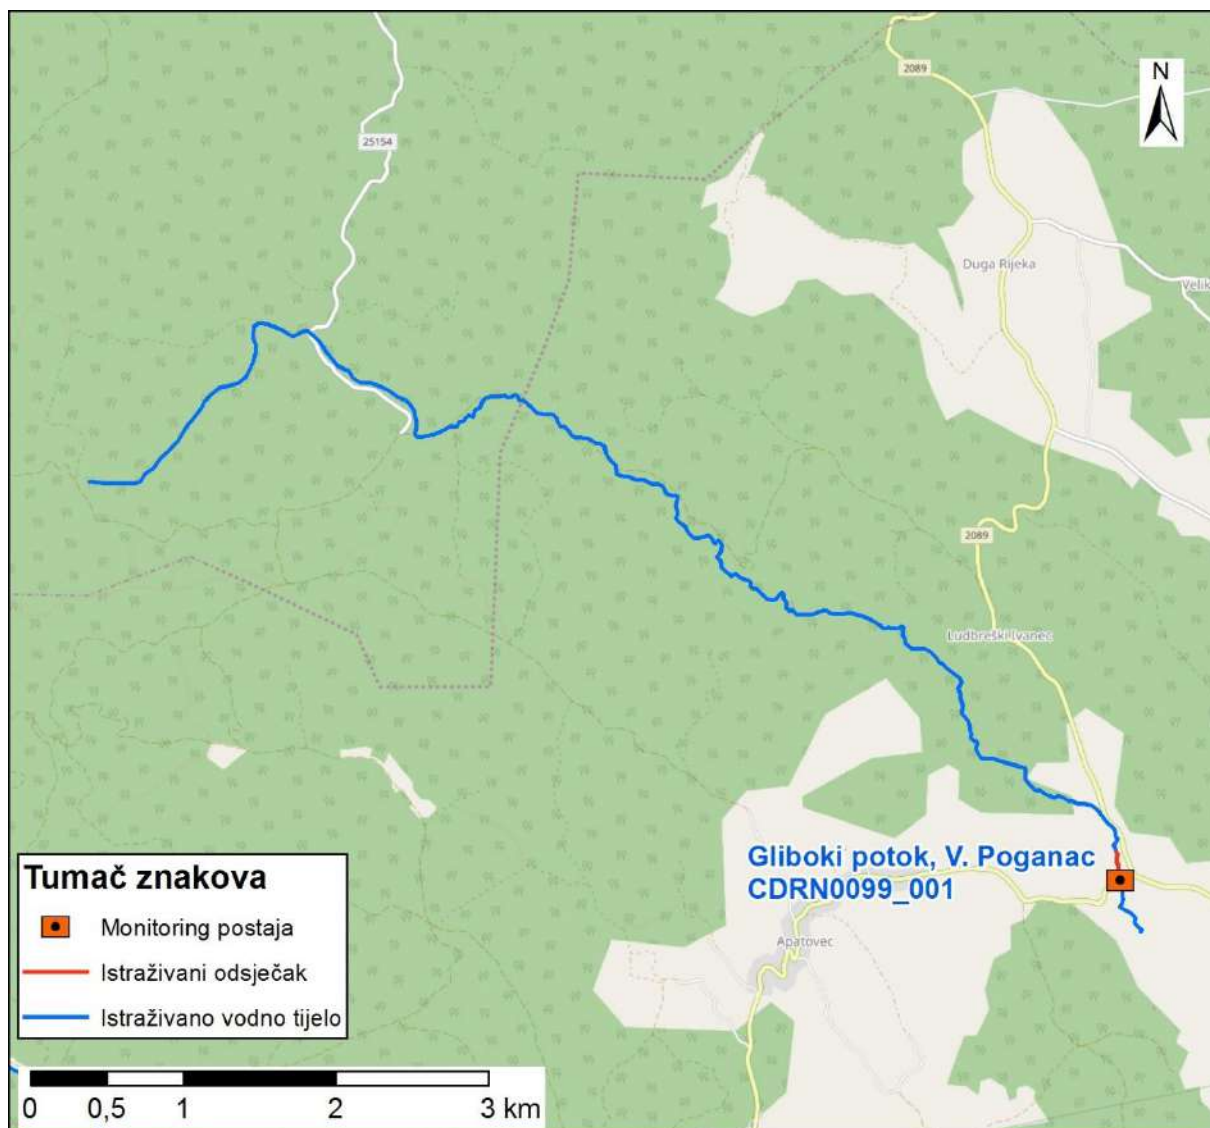 2089
N
25154
Duga Rijeka
Velik
2089
Ludbreški Ivanec
Gliboki potok, V. Poganac
CDRN0099_001
Apatovec
Tumač znakova
Monitoring postaja
Istraživani odsječak
Istraživano vodno tijelo
0 0,5 1 2 3 km